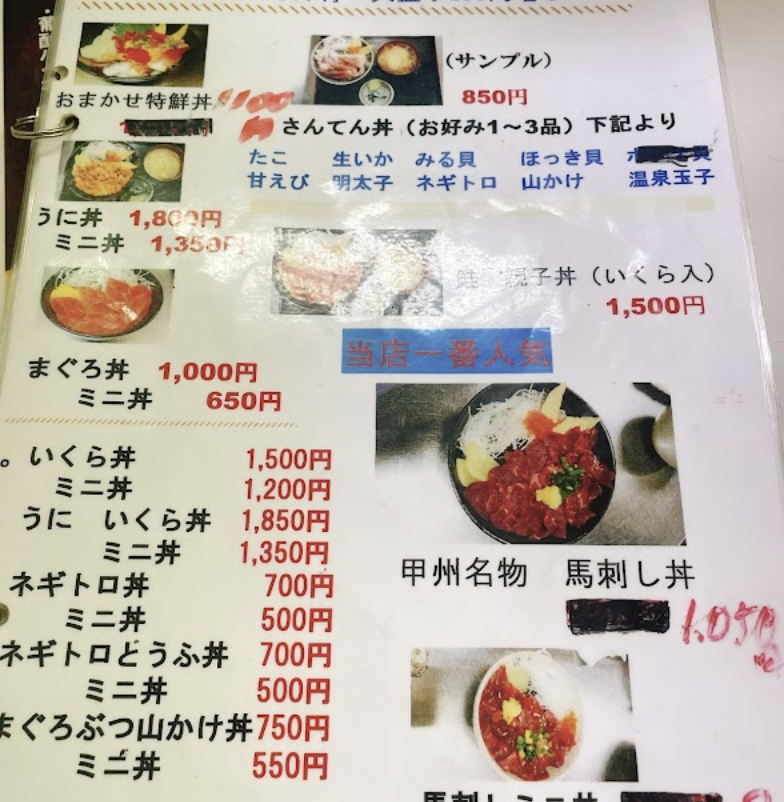 (サンプル)
850円
おまかせ特鮮丼 1100円
さんてん丼(お好み1~3品)下記より
たこ 生いか みる貝 ほっき貝
甘えび 明太子 ネギトロ 山かけ 温泉玉子
うに丼 1,800円
ミニ丼 1,350円
親子丼(いくら入)
1,500円
まぐろ丼 1,000円
ミニ丼 650円
当店一番人気
。いくら丼 1,500円
ミニ丼 1,200円
うに いくら丼 1,850円
ミニ丼 1,350円
ネギトロ丼 700円
ミニ丼 500円
ネギトロどうふ丼 700円
ミニ丼 500円
まぐろぶつ山かけ丼 750円
ミニ丼 550円
甲州名物 馬刺し丼
1.050
馬刺しミニ丼